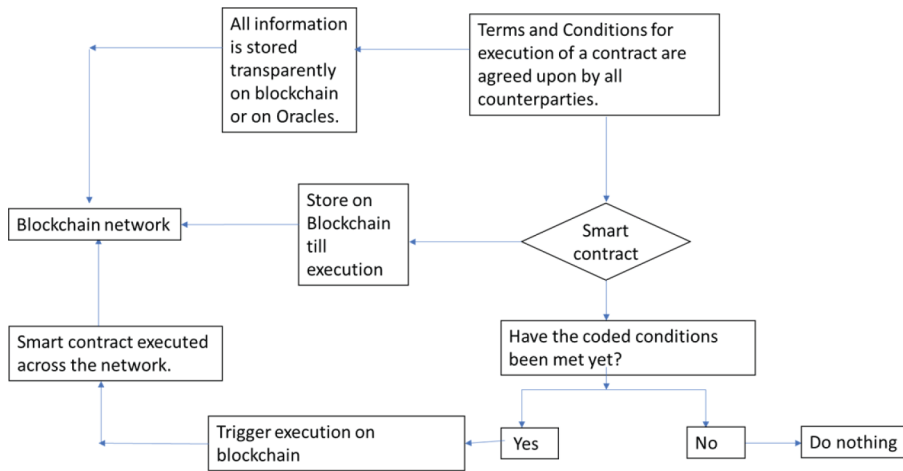 All information
is stored
transparently
on blockchain
or on Oracles.
Terms and Conditions for
execution of a contract are
agreed upon by all
counterparties.
Blockchain network
Store on
Blockchain
till
execution
Smart
contract
Smart contract executed
across the network.
Have the coded conditions
been met yet?
Trigger execution on
blockchain
Yes
No
Do nothing